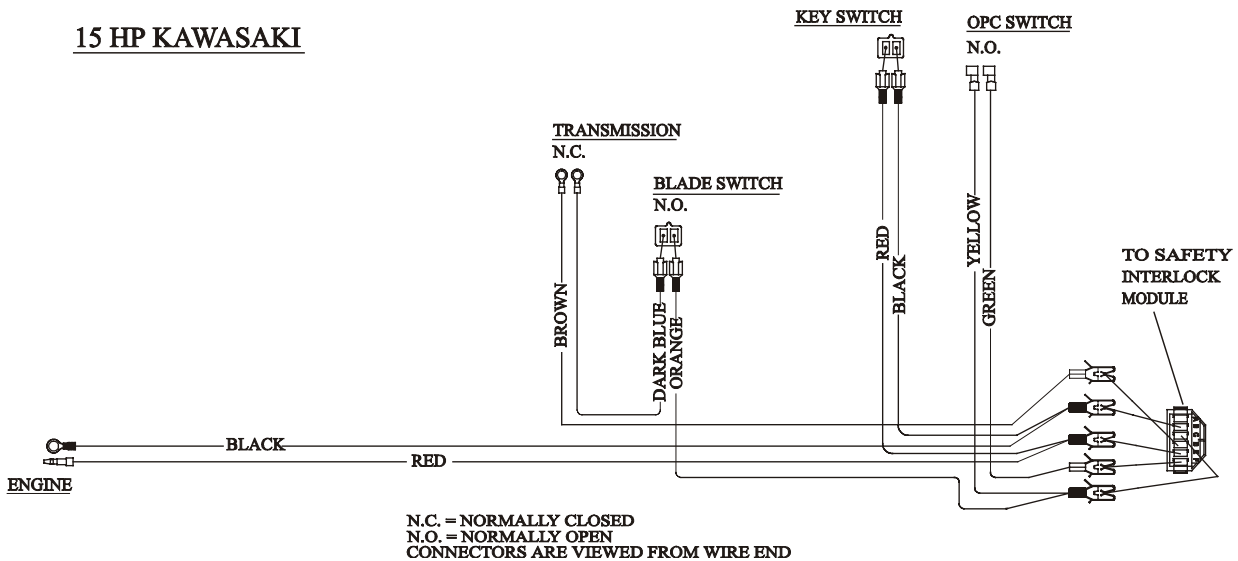 15 HP KAWASAKI
KEY SWITCH
OPC SWITCH
N.O.
TRANSMISSION
N.C.
BLADE SWITCH
N.O.
BROWN
DARK BLUE
ORANGE
RED
BLACK
YELLOW
GREEN
TO SAFETY
INTERLOCK
MODULE
BLACK
RED
ENGINE
N.C. = NORMALLY CLOSED
N.O. = NORMALLY OPEN
CONNECTORS ARE VIEWED FROM WIRE END